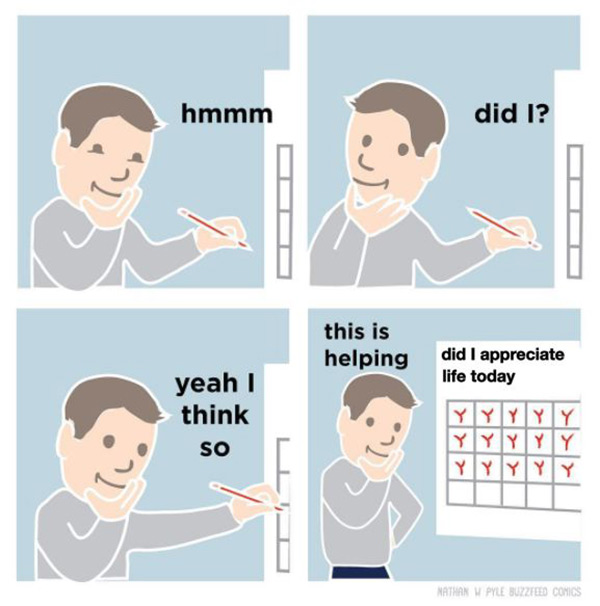 hmmm
did I?
yeah I
think
so
this is
helping
did I appreciate
life today
Y Y Y Y Y
Y Y Y Y Y
Y Y Y Y Y
NATHAN W PYLE BUZZFEED COMICS